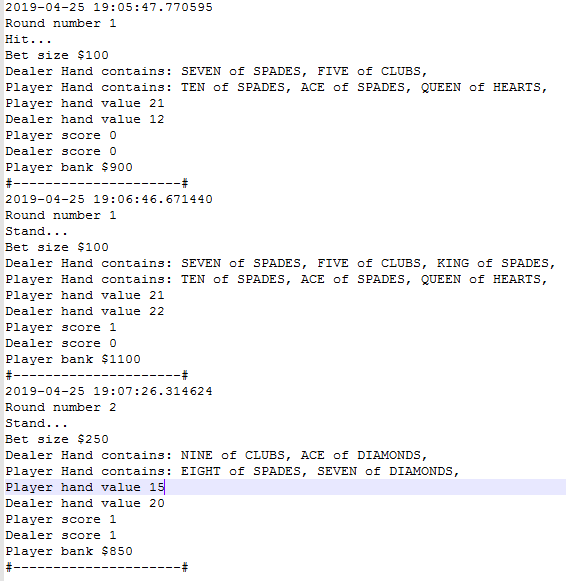 2019-04-25 19:05:47.770595
Round number 1
Hit...
Bet size $100
Dealer Hand contains: SEVEN of SPADES, FIVE of CLUBS,
Player Hand contains: TEN of SPADES, ACE of SPADES, QUEEN of HEARTS,
Player hand value 21
Dealer hand value 12
Player score 0
Dealer score 0
Player bank $900
#---------------------#
2019-04-25 19:06:46.671440
Round number 1
Stand...
Bet size $100
Dealer Hand contains: SEVEN of SPADES, FIVE of CLUBS, KING of SPADES,
Player Hand contains: TEN of SPADES, ACE of SPADES, QUEEN of HEARTS,
Player hand value 21
Dealer hand value 22
Player score 1
Dealer score 0
Player bank $1100
#---------------------#
2019-04-25 19:07:26.314624
Round number 2
Stand...
Bet size $250
Dealer Hand contains: NINE of CLUBS, ACE of DIAMONDS,
Player Hand contains: EIGHT of SPADES, SEVEN of DIAMONDS,
Player hand value 15
Dealer hand value 20
Player score 1
Dealer score 1
Player bank $850
#---------------------#